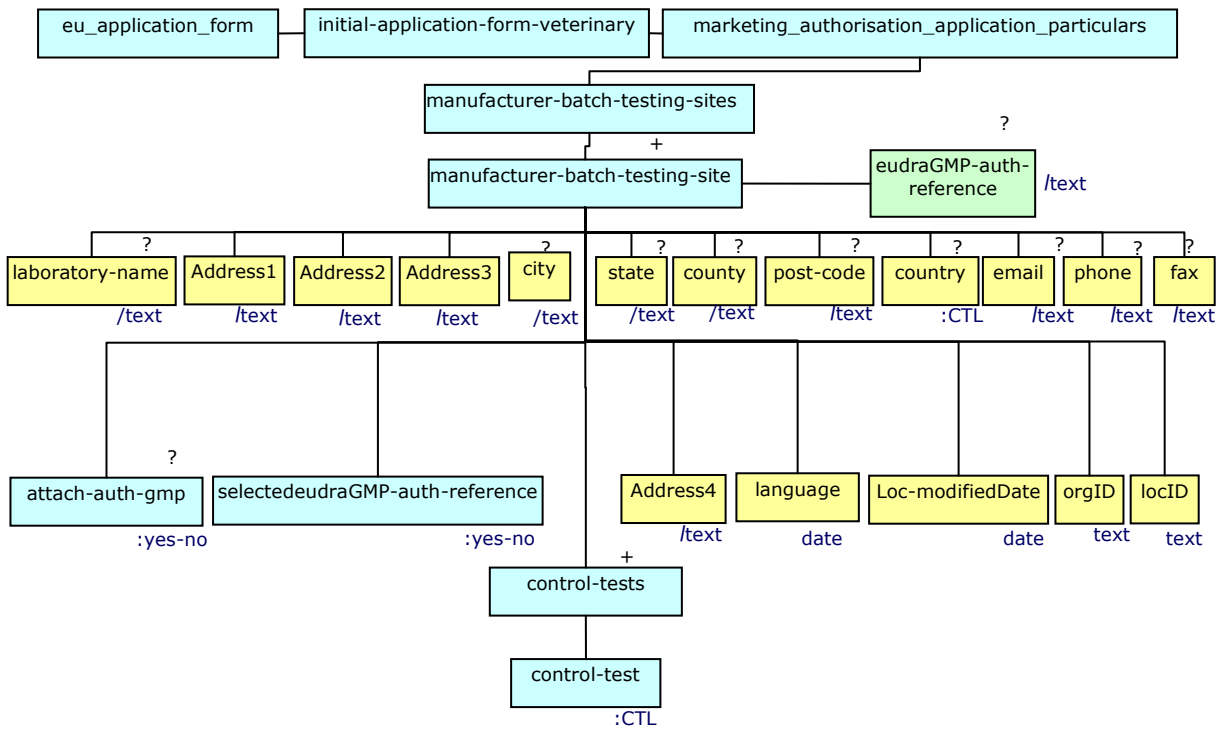 eu_application_form
initial-application-form-veterinary
marketing_authorisation_application_particulars
manufacturer-batch-testing-sites
?
+
manufacturer-batch-testing-site
eudraGMP-auth-
reference
/text
?
?
?
?
?
?
?
?
?
?
laboratory-name
Address1
Address2
Address3
city
state
county
post-code
country
email
phone
fax
/text
/text
/text
/text
/text
/text
/text
/text
:CTL
/text
/text
/text
?
attach-auth-gmp
selectedeudraGMP-auth-reference
Address4
language
Loc-modifiedDate
orgID
locID
:yes-no
:yes-no
/text
date
date
text
text
+
control-tests
control-test
:CTL